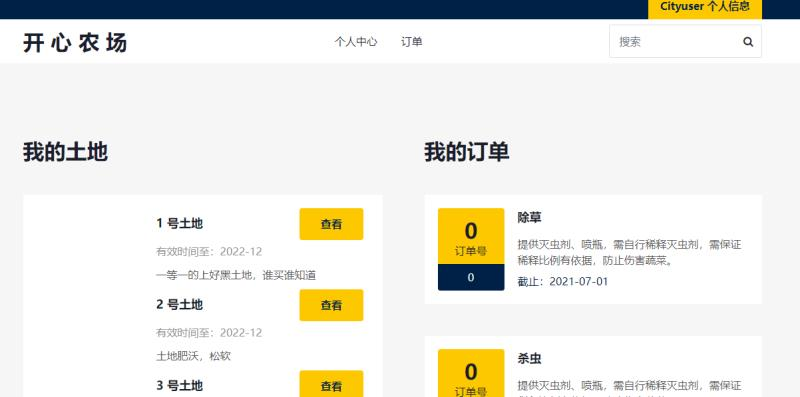 Cityuser 个人信息
开 心 农 场
个人中心
订单
搜索
我的土地
1 号土地
查看
有效时间至：2022-12
一等一的上好黑土地，谁买谁知道
2 号土地
查看
有效时间至：2022-12
土地肥沃，松软
3 号土地
查看
我的订单
0
订单号
0
除草
提供灭虫剂、喷瓶，需自行稀释灭虫剂，需保证
稀释比例有依据，防止伤害蔬菜。
截止：2021-07-01
0
订单号
杀虫
提供灭虫剂、喷瓶，需自行稀释灭虫剂，需保证